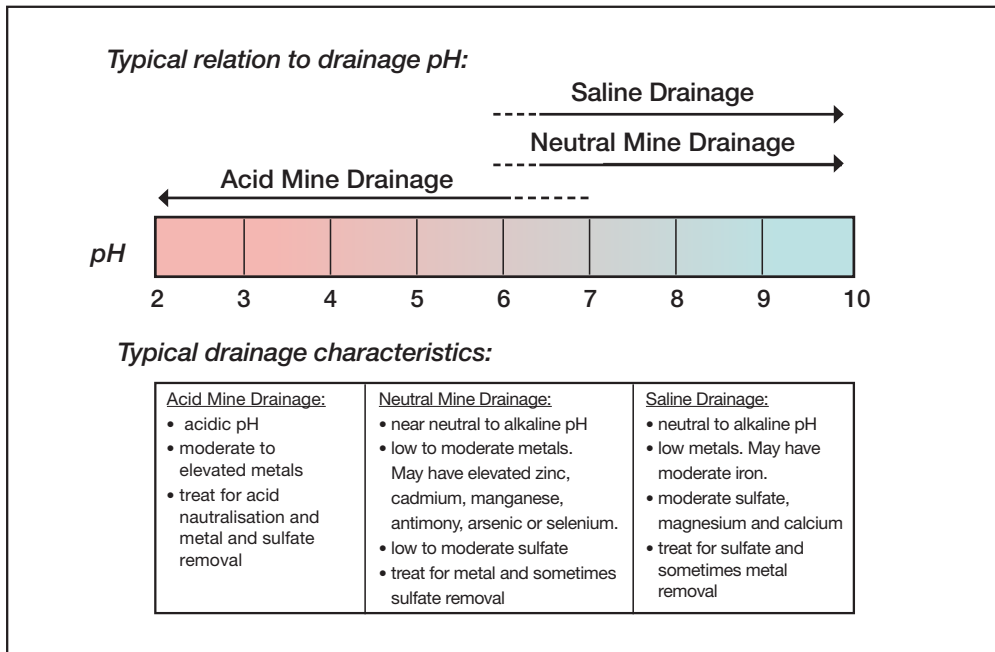 Typical relation to drainage pH:
Saline Drainage
Neutral Mine Drainage
Acid Mine Drainage
pH
2 3 4 5 6 7 8 9 10
Typical drainage characteristics:
Acid Mine Drainage:
• acidic pH
• moderate to
elevated metals
• treat for acid
nautralisation and
metal and sulfate
removal
Neutral Mine Drainage:
• near neutral to alkaline pH
• low to moderate metals.
May have elevated zinc,
cadmium, manganese,
antimony, arsenic or selenium.
• low to moderate sulfate
• treat for metal and sometimes
sulfate removal
Saline Drainage:
• neutral to alkaline pH
• low metals. May have
moderate iron.
• moderate sulfate,
magnesium and calcium
• treat for sulfate and
sometimes metal
removal